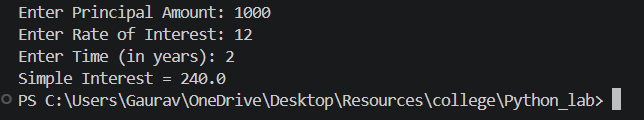 Enter Principal Amount: 1000
Enter Rate of Interest: 12
Enter Time (in years): 2
Simple Interest = 240.0
PS C:\Users\Gaurav\OneDrive\Desktop\Resources\college\Python_lab>